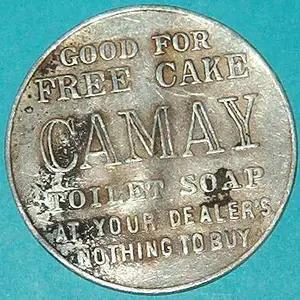 GOOD FOR
FREE CAKE
CAMAY
TOILET SOAP
AT YOUR DEALER'S
NOTHING TO BUY